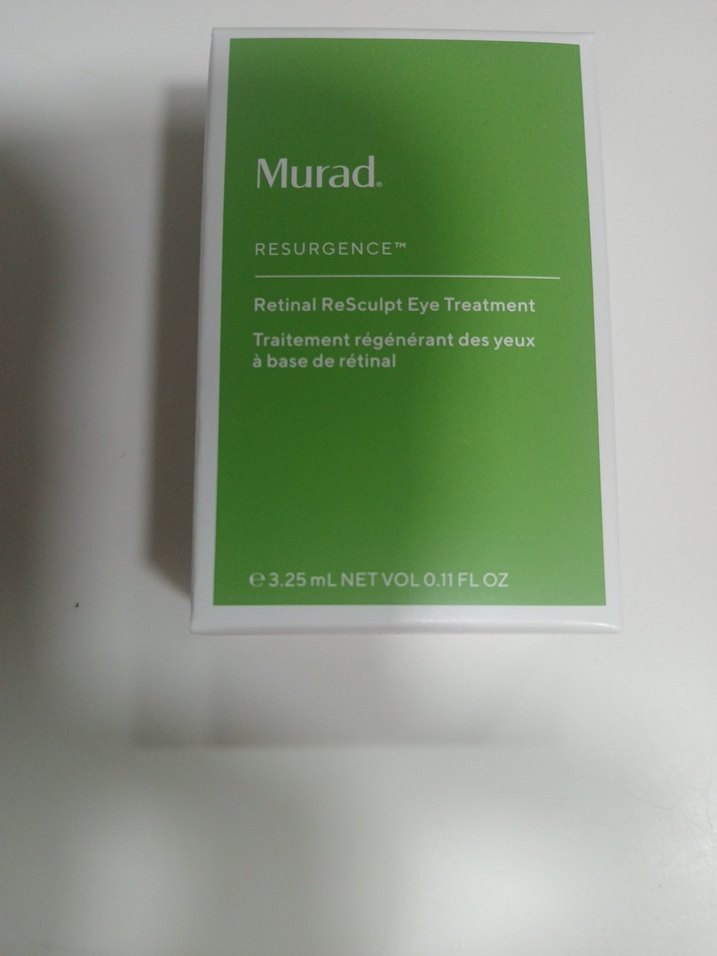 Murad®
RESURGENCE™
Retinal ReSculpt Eye Treatment
Traitement régénérant des yeux
à base de rétinal
℮ 3.25 mL NET VOL 0.11 FL OZ